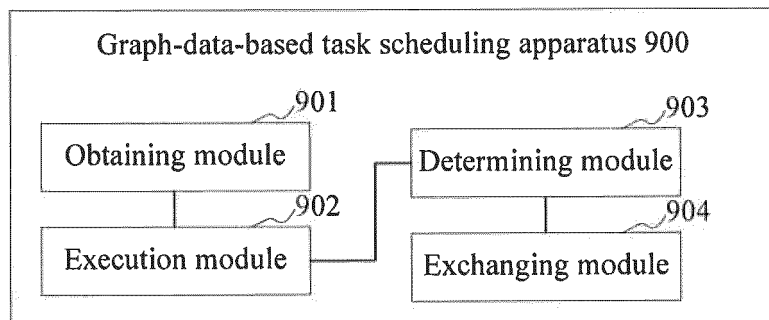 Graph-data-based task scheduling apparatus 900
901
Obtaining module
902
Execution module
903
Determining module
904
Exchanging module